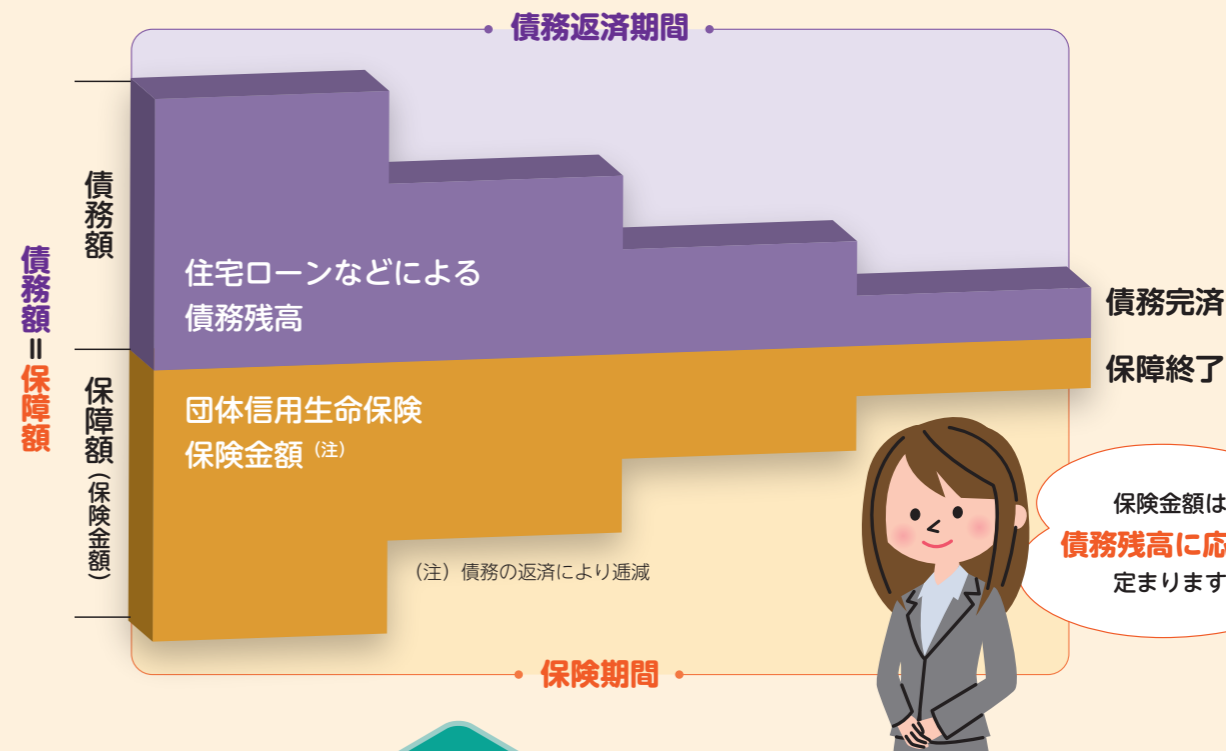 債務返済期間
債務額=保障額
債務額
保障額(保険金額)
住宅ローンなどによる
債務残高
団体信用生命保険
保険金額(注)
(注)債務の返済により逓減
債務完済
保障終了
保険金額は
債務残高に応
定まります
保険期間